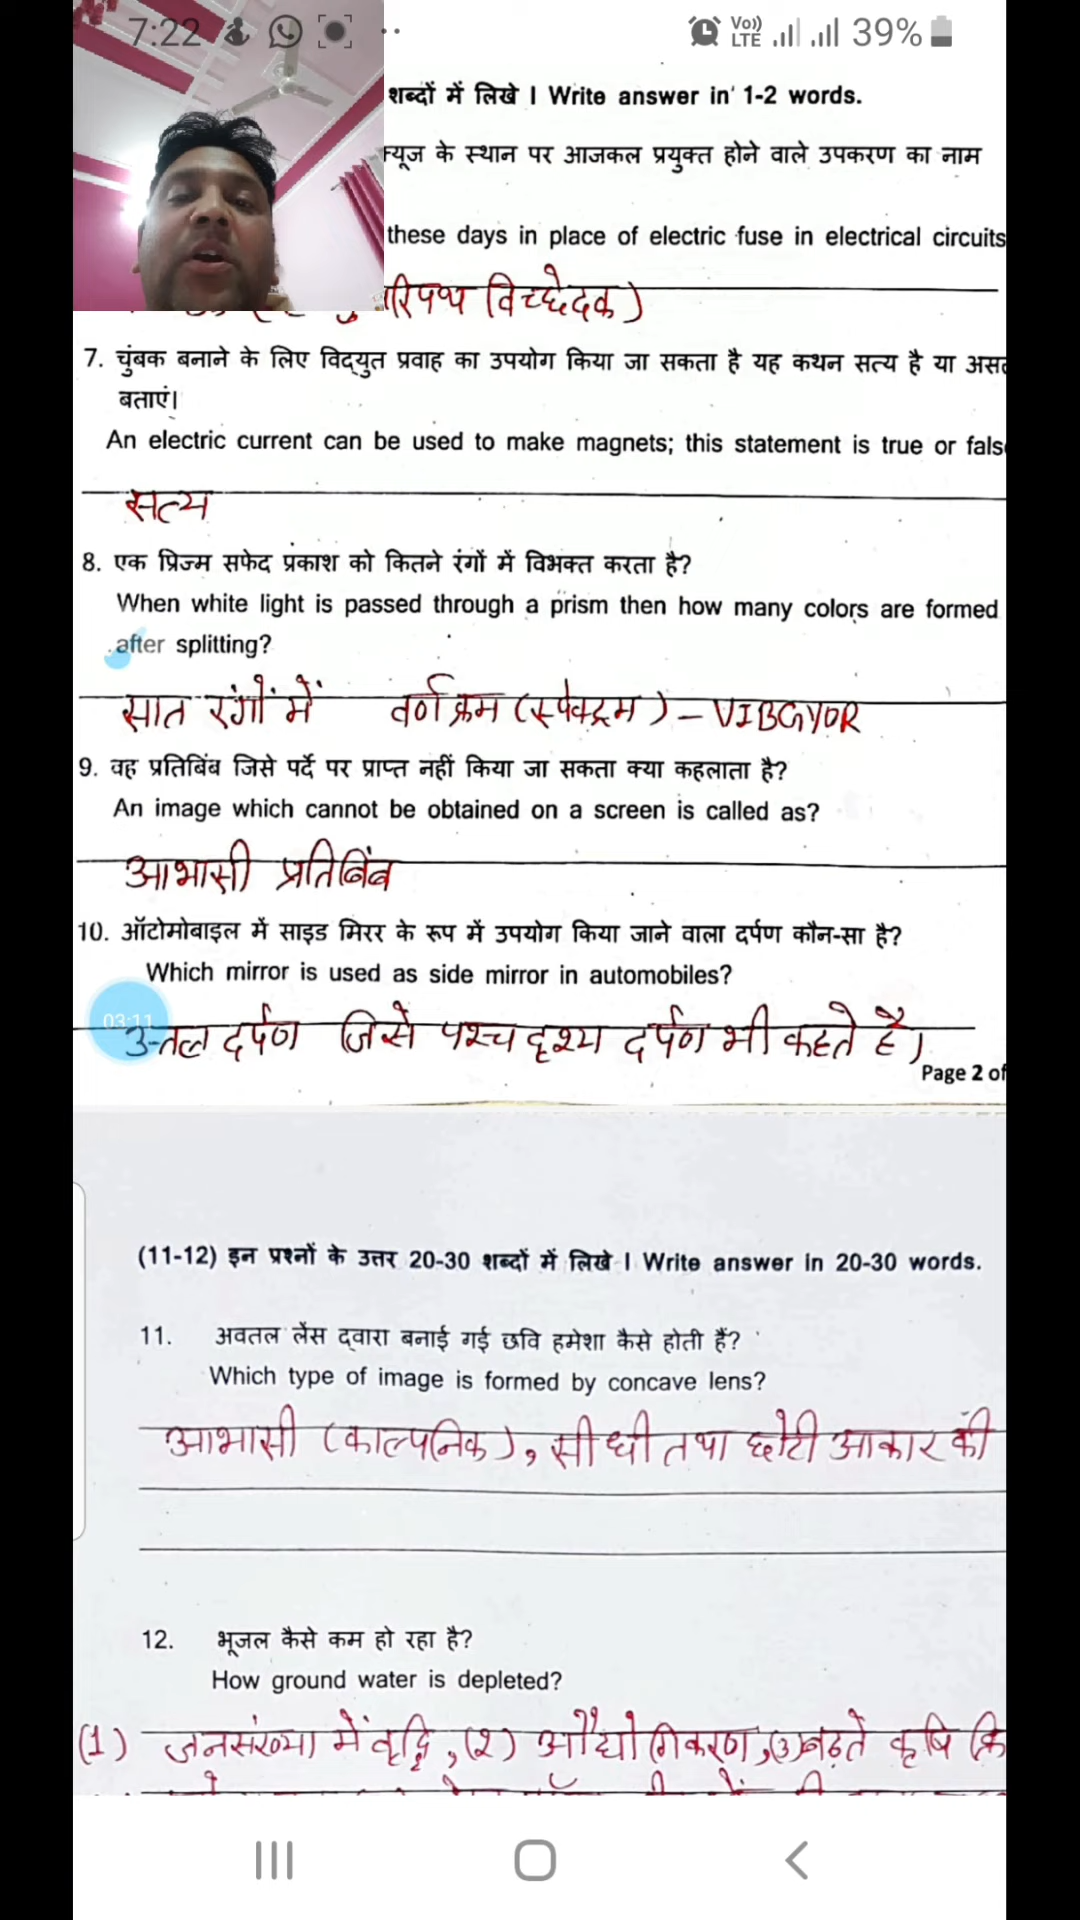 7:22
Vo)) LTE 39%
शब्दों में लिखे I Write answer in 1-2 words.
फ्यूज के स्थान पर आजकल प्रयुक्त होने वाले उपकरण का नाम
these days in place of electric fuse in electrical circuits
रिपथ विच्छेदक)
7. चुंबक बनाने के लिए विद्युत प्रवाह का उपयोग किया जा सकता है यह कथन सत्य है या
बताएं।
An electric current can be used to make magnets; this statement is true or fals
सत्य
8. एक प्रिज्म सफेद प्रकाश को कितने रंगों में विभक्त करता है?
When white light is passed through a prism then how many colors are formed
after splitting?
सात रंगों में वर्ण क्रम (स्पेक्ट्रम) – VIBGYOR
9. वह प्रतिबिंब जिसे पर्दे पर प्राप्त नहीं किया जा सकता क्या कहलाता है?
An image which cannot be obtained on a screen is called as?
आभासी प्रतिबिंब
10. ऑटोमोबाइल में साइड मिरर के रूप में उपयोग किया जाने वाला दर्पण कौन-सा है?
Which mirror is used as side mirror in automobiles?
03:11
उत्तल दर्पण जिसे पश्च दृश्य दर्पण भी कहते हैं।
Page 2 of
(11-12) इन प्रश्नों के उत्तर 20-30 शब्दों में लिखे I Write answer in 20-30 words.
11. अवतल लेंस द्वारा बनाई गई छवि हमेशा कैसे होती हैं?
Which type of image is formed by concave lens?
आभासी (काल्पनिक), सीधी तथा छोटी आकार की
12. भूजल कैसे कम हो रहा है?
How ground water is depleted?
(1) जनसंख्या में वृद्धि, (2) औद्योगिकरण, (3) बढ़ते कृषि